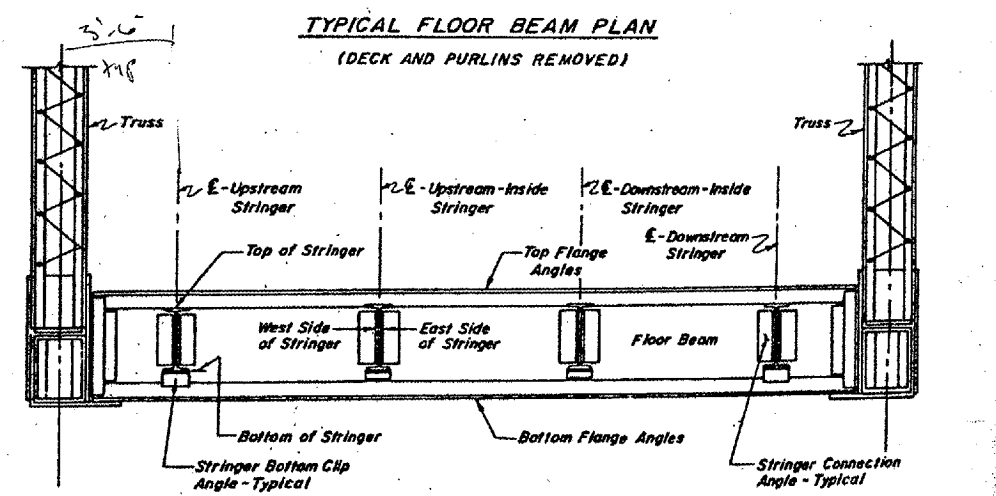 TYPICAL FLOOR BEAM PLAN
(DECK AND PURLINS REMOVED)
3'-6"
typ
Truss
Truss
℄-Upstream
Stringer
℄-Upstream-Inside
Stringer
℄-Downstream-Inside
Stringer
℄-Downstream
Stringer
Top of Stringer
Top Flange
Angles
West Side
of Stringer
East Side
of Stringer
Floor Beam
Bottom of Stringer
Bottom Flange Angles
Stringer Bottom Clip
Angle - Typical
Stringer Connection
Angle - Typical